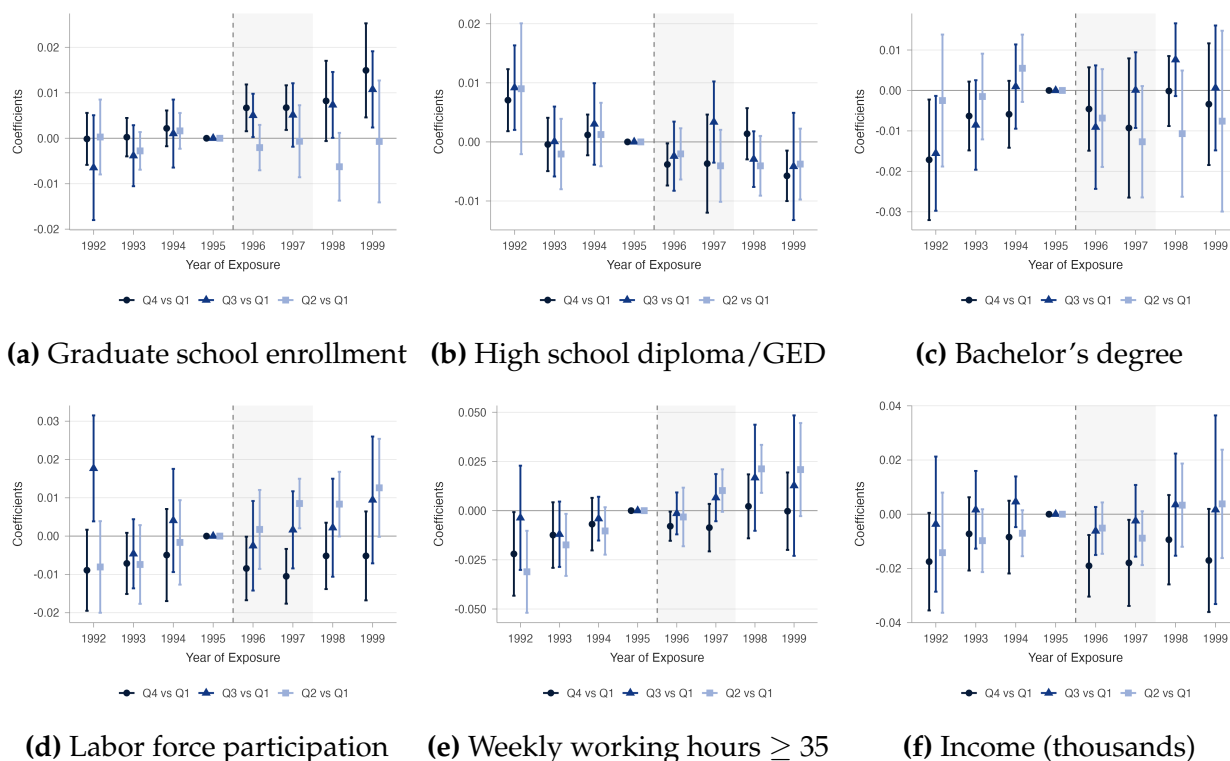 Coefficients
0.02
0.01
0.00
-0.01
-0.02
1992 1993 1994 1995 1996 1997 1998 1999
Year of Exposure
Q4 vs Q1 Q3 vs Q1 Q2 vs Q1
(a) Graduate school enrollment
Coefficients
0.02
0.01
0.00
-0.01
1992 1993 1994 1995 1996 1997 1998 1999
Year of Exposure
Q4 vs Q1 Q3 vs Q1 Q2 vs Q1
(b) High school diploma/GED
Coefficients
0.01
0.00
-0.01
-0.03
1992 1993 1994 1995 1996 1997 1998 1999
Year of Exposure
Q4 vs Q1 Q3 vs Q1 Q2 vs Q1
(c) Bachelor's degree
Coefficients
0.03
0.02
0.01
0.00
-0.01
-0.02
1992 1993 1994 1995 1996 1997 1998 1999
Year of Exposure
Q4 vs Q1 Q3 vs Q1 Q2 vs Q1
(d) Labor force participation
Coefficients
0.050
0.025
0.000
-0.025
-0.050
1992 1993 1994 1995 1996 1997 1998 1999
Year of Exposure
Q4 vs Q1 Q3 vs Q1 Q2 vs Q1
(e) Weekly working hours ≥ 35
Coefficients
0.04
0.02
0.00
-0.02
-0.04
1992 1993 1994 1995 1996 1997 1998 1999
Year of Exposure
Q4 vs Q1 Q3 vs Q1 Q2 vs Q1
(f) Income (thousands)